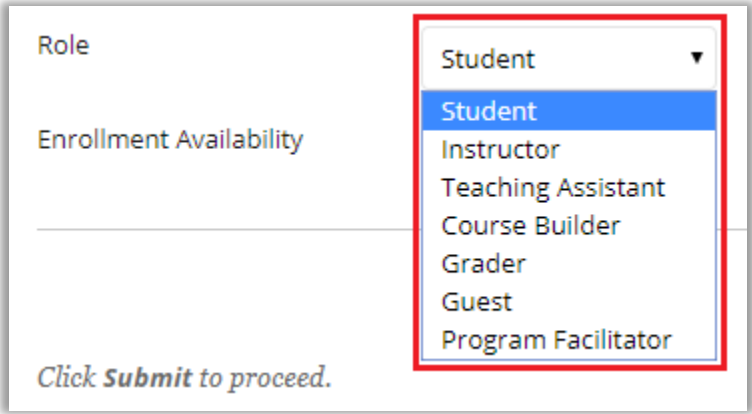 Role
Student
Student
Instructor
Teaching Assistant
Course Builder
Grader
Guest
Program Facilitator
Enrollment Availability
Click Submit to proceed.